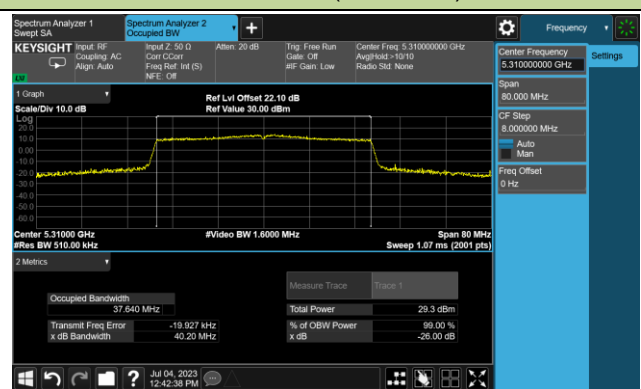 Spectrum Analyzer 1
Swept SA
Spectrum Analyzer 2
Occupied BW
Frequency
KEYSIGHT
Input: RF
Coupling: AC
Align: Auto
Input Z: 50 Ω
Corr CCorr
Freq Ref: Int (S)
NFE: Off
Atten: 20 dB
Trig: Free Run
Gate: Off
#IF Gain: Low
Center Freq: 5.310000000 GHz
Avg|Hold:>10/10
Radio Std: None
LXI
Center Frequency
5.310000000 GHz
Settings
Span
80.000 MHz
CF Step
8.000000 MHz
Auto
Man
Freq Offset
0 Hz
1 Graph
Scale/Div 10.0 dB
Ref Lvl Offset 22.10 dB
Ref Value 30.00 dBm
Log
20.0
10.0
0.00
-10.0
-20.0
-30.0
-40.0
-50.0
-60.0
Center 5.31000 GHz
#Res BW 510.00 kHz
#Video BW 1.6000 MHz
Span 80 MHz
Sweep 1.07 ms (2001 pts)
2 Metrics
Measure Trace
Trace 1
Occupied Bandwidth
37.640 MHz
Total Power
29.3 dBm
Transmit Freq Error
-19.927 kHz
% of OBW Power
99.00 %
x dB Bandwidth
40.20 MHz
x dB
-26.00 dB
?
Jul 04, 2023
12:42:38 PM